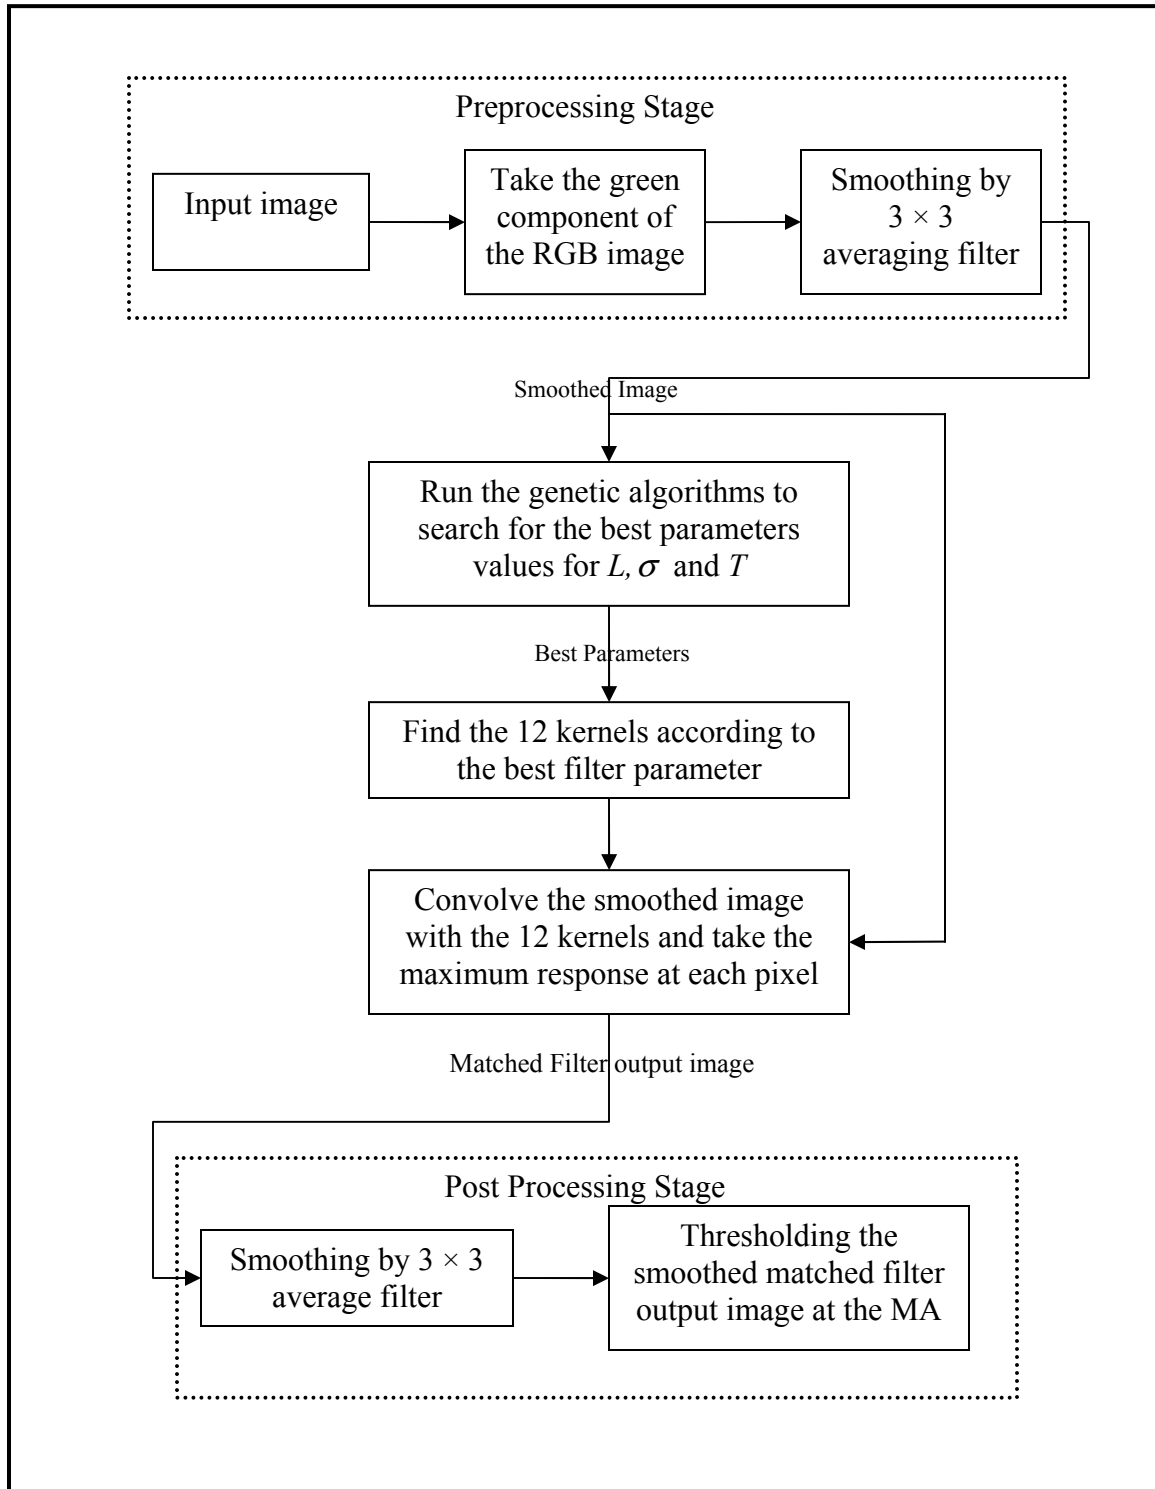 Preprocessing Stage
Input image
Take the green
component of
the RGB image
Smoothing by
3 × 3
averaging filter
Smoothed Image
Run the genetic algorithms to
search for the best parameters
values for L, σ and T
Best Parameters
Find the 12 kernels according to
the best filter parameter
Convolve the smoothed image
with the 12 kernels and take the
maximum response at each pixel
Matched Filter output image
Post Processing Stage
Smoothing by 3 × 3
average filter
Thresholding the
smoothed matched filter
output image at the MA